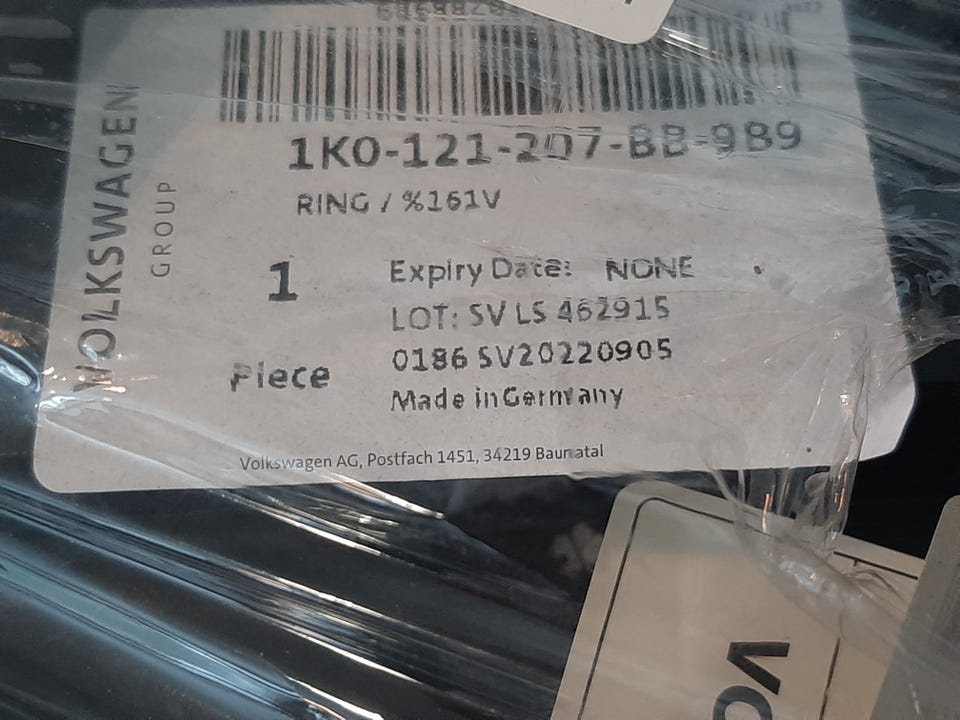 1K0-121-207-BB-9B9
RING / %161V
1
Piece
Expiry Date: NONE
LOT: SV LS 462915
0186 SV20220905
Made in Germany
Volkswagen AG, Postfach 1451, 34219 Baunatal
VOLKSWAGEN
GROUP
VO